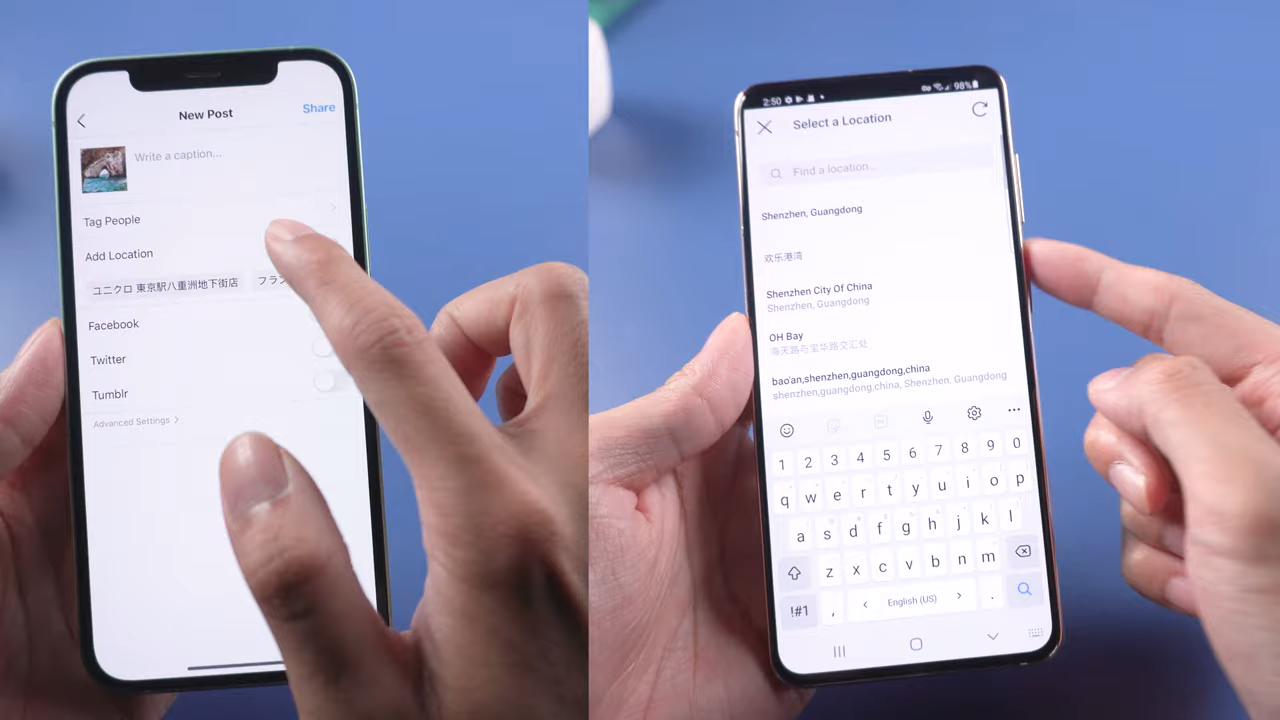 New Post
Share
Write a caption...
Tag People
Add Location
ユニクロ 東京駅八重洲地下街店
フラン
Facebook
Twitter
Tumblr
Advanced Settings
2:50
98%
Select a Location
Find a location...
Shenzhen, Guangdong
欢乐港湾
Shenzhen City Of China
Shenzhen, Guangdong
OH Bay
海天路与宝华路交汇处
bao'an,shenzhen,guangdong,china
shenzhen,guangdong,china, Shenzhen, Guangdong
1 2 3 4 5 6 7 8 9 0
q w e r t y u i o p
a s d f g h j k l
z x c v b n m
!#1 , English (US) .